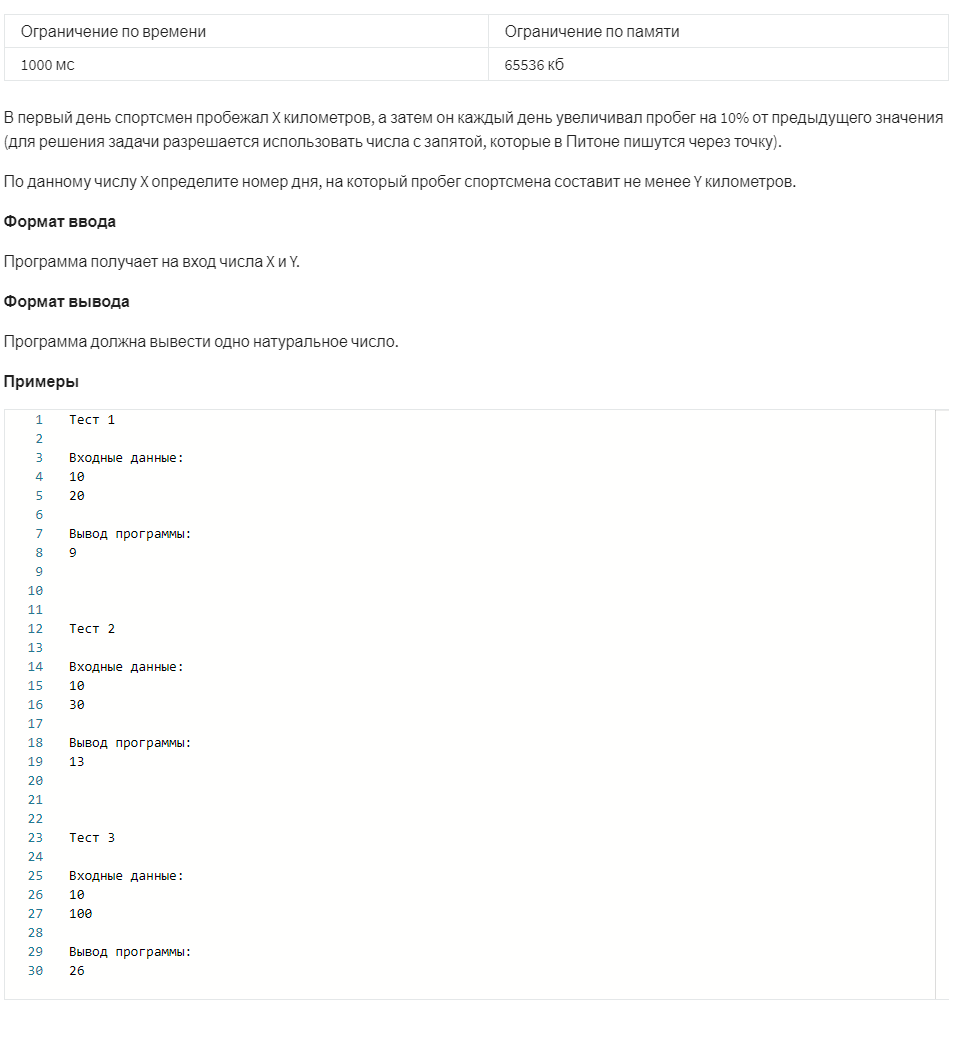 Ограничение по времени
Ограничение по памяти
1000 мс
65536 кб
В первый день спортсмен пробежал X километров, а затем он каждый день увеличивал пробег на 10% от предыдущего значения
(для решения задачи разрешается использовать числа с запятой, которые в Питоне пишутся через точку).
По данному числу X определите номер дня, на который пробег спортсмена составит не менее Y километров.
Формат ввода
Программа получает на вход числа X и Y.
Формат вывода
Программа должна вывести одно натуральное число.
Примеры
1 Тест 1
2
3 Входные данные:
4 10
5 20
6
7 Вывод программы:
8 9
9
10
11
12 Тест 2
13
14 Входные данные:
15 10
16 30
17
18 Вывод программы:
19 13
20
21
22
23 Тест 3
24
25 Входные данные:
26 10
27 100
28
29 Вывод программы:
30 26